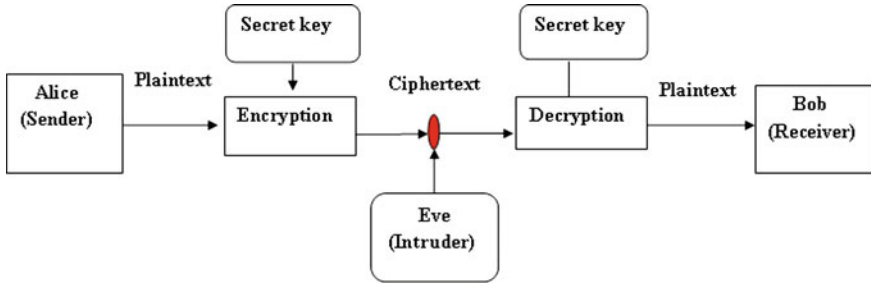 Secret key
Secret key
Plaintext
Ciphertext
Plaintext
Alice
(Sender)
Encryption
Decryption
Bob
(Receiver)
Eve
(Intruder)